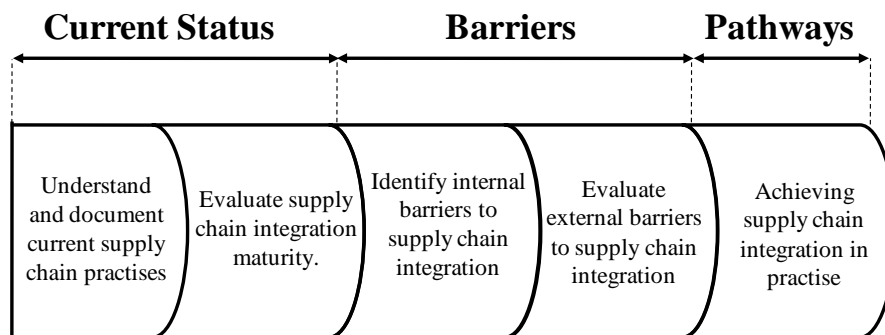 Current Status
Barriers
Pathways
Understand
and document
current supply
chain practises
Evaluate supply
chain integration
maturity.
Identify internal
barriers to
supply chain
integration
Evaluate
external barriers
to supply chain
integration
Achieving
supply chain
integration in
practise